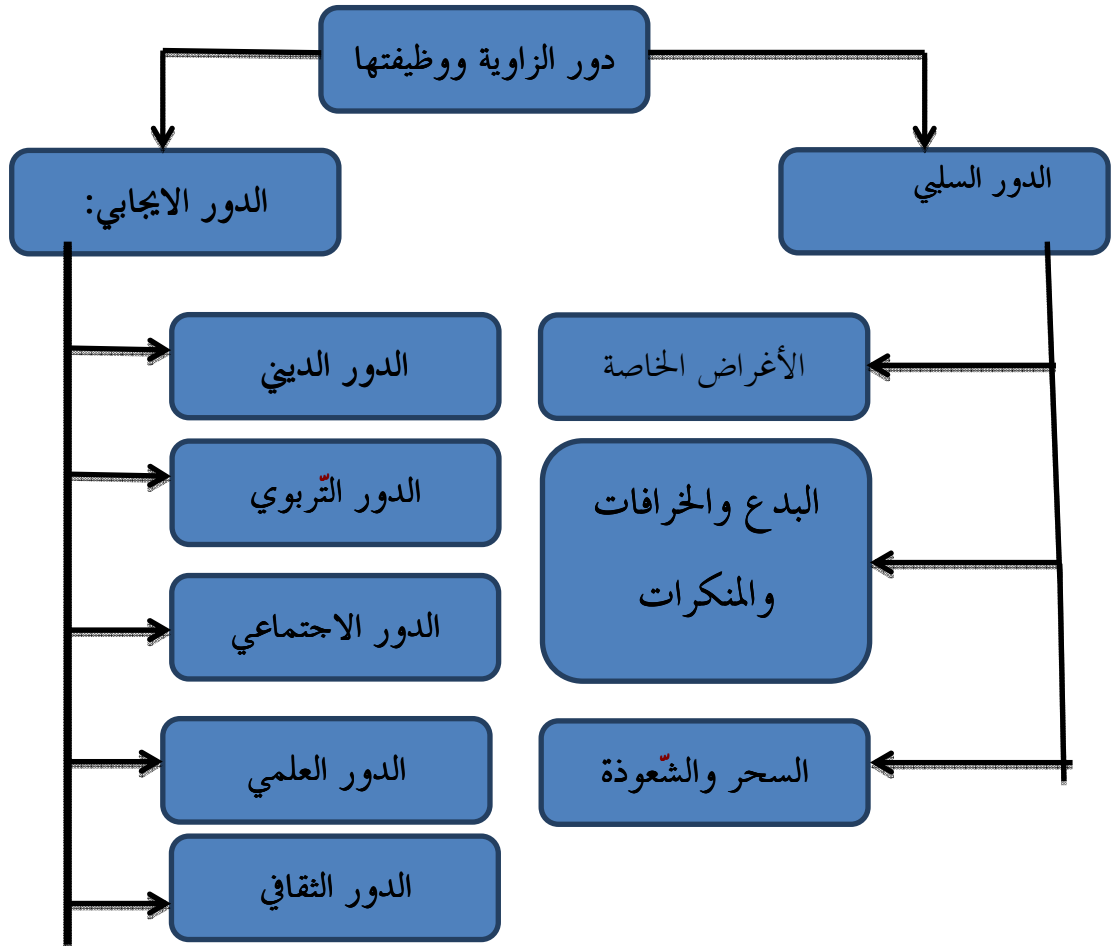 دور الزاوية ووظيفتها
الدور السلبي
الدور الايجابي:
الأغراض الخاصة
البدع والخرافات
والمنكرات
السحر والشّعوذة
الدور الديني
الدور التّربوي
الدور الاجتماعي
الدور العلمي
الدور الثقافي